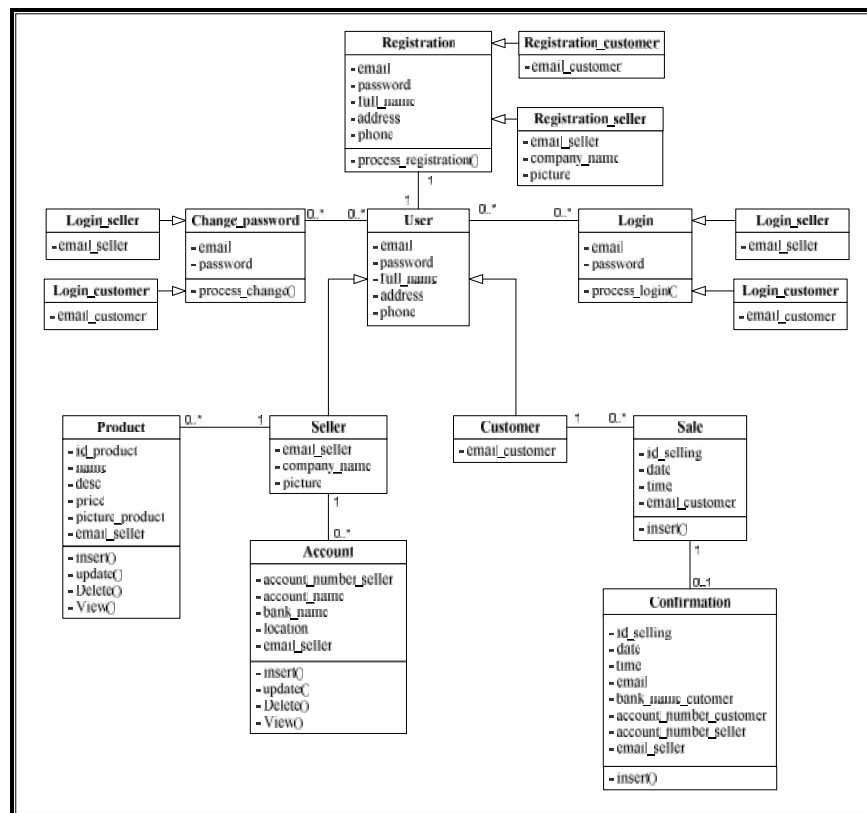 Registration
- email
- password
- full_name
- address
- phone
- process_registration()
Registration_customer
- email_customer
Registration_seller
- email_seller
- company_name
- picture
1
1
Login_seller
- email_seller
Login_customer
- email_customer
Change_password
- email
- password
- process_change()
0..*
0..*
User
- email
- password
- full_name
- address
- phone
0..*
0..*
Login
- email
- password
- process_login()
Login_seller
- email_seller
Login_customer
- email_customer
Product
- id_product
- name
- desc
- price
- picture_product
- email_seller
- insert()
- update()
- Delete()
- View()
0..*
1
Seller
- email_seller
- company_name
- picture
1
0..*
Account
- account_number_seller
- account_name
- bank_name
- location
- email_seller
- insert()
- update()
- Delete()
- View()
Customer
- email_customer
1
0..*
Sale
- id_selling
- date
- time
- email_customer
- insert()
1
0..1
Confirmation
- id_selling
- date
- time
- email
- bank_name_cutomer
- account_number_customer
- account_number_seller
- email_seller
- insert()